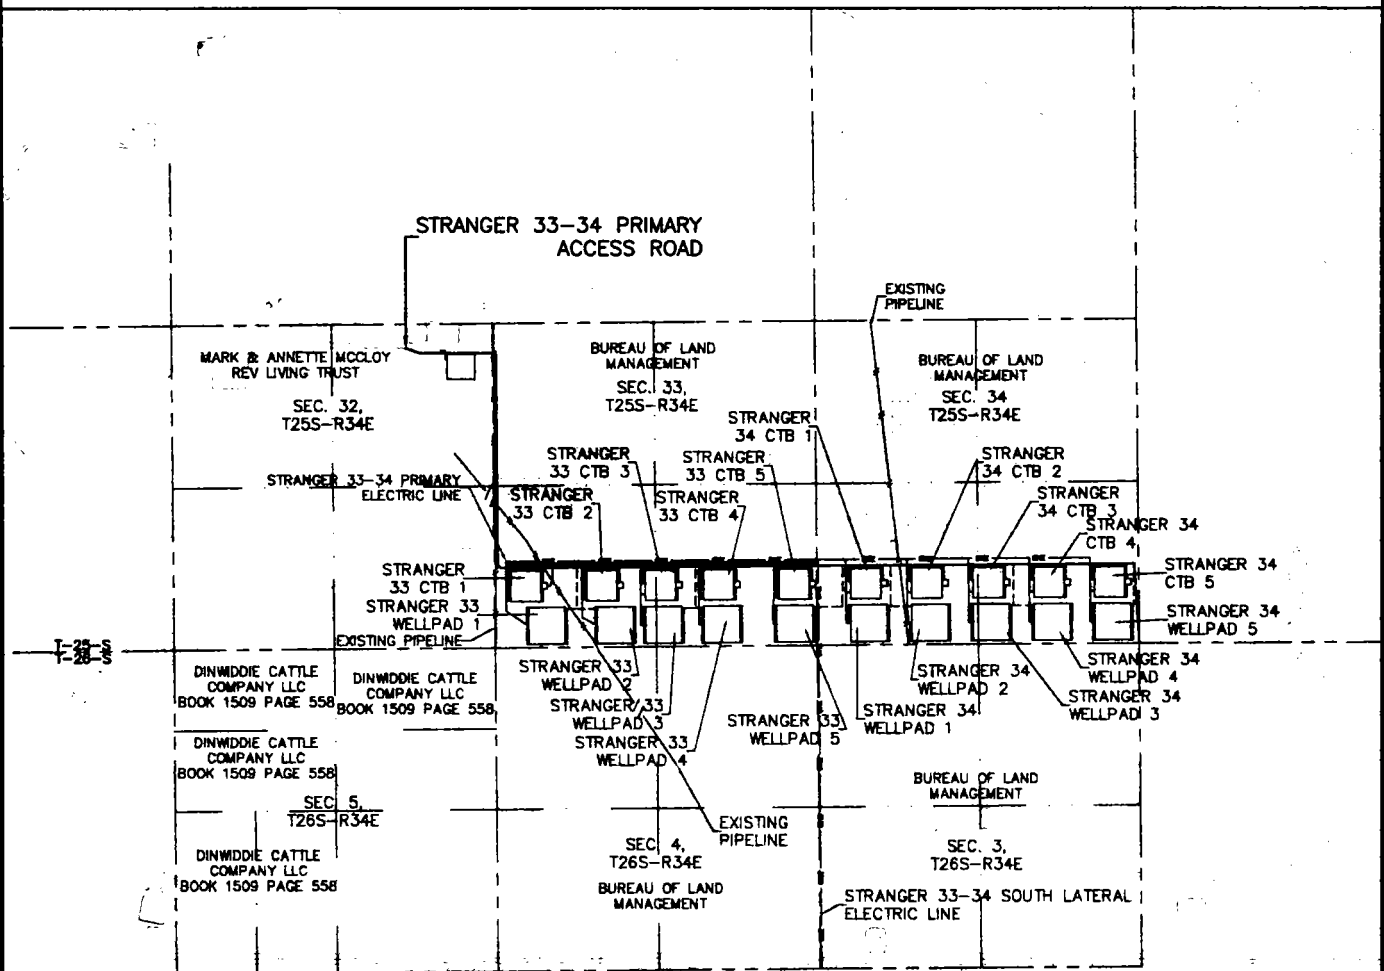 STRANGER 33-34 PRIMARY
ACCESS ROAD
EXISTING
PIPELINE
MARK & ANNETTE MCCLOY
REV LIVING TRUST
SEC. 32,
T25S-R34E
BUREAU OF LAND
MANAGEMENT
SEC. 33,
T25S-R34E
BUREAU OF LAND
MANAGEMENT
SEC. 34
T25S-R34E
STRANGER
34 CTB 1
STRANGER
33 CTB 3
STRANGER
33 CTB 5
STRANGER
34 CTB 2
STRANGER 33-34 PRIMARY
ELECTRIC LINE
STRANGER
33 CTB 2
STRANGER
33 CTB 4
STRANGER
34 CTB 3
STRANGER 34
CTB 4
STRANGER
33 CTB 1
STRANGER 34
CTB 5
STRANGER 33
WELLPAD 1
STRANGER 34
WELLPAD 5
EXISTING PIPELINE
T-25-S
T-26-S
DINWIDDIE CATTLE
COMPANY LLC
BOOK 1509 PAGE 558
DINWIDDIE CATTLE
COMPANY LLC
BOOK 1509 PAGE 558
STRANGER 33
WELLPAD 2
STRANGER 33
WELLPAD 3
STRANGER 33
WELLPAD 4
STRANGER 33
WELLPAD 5
STRANGER 34
WELLPAD 1
STRANGER 34
WELLPAD 2
STRANGER 34
WELLPAD 4
STRANGER 34
WELLPAD 3
DINWIDDIE CATTLE
COMPANY LLC
BOOK 1509 PAGE 558
SEC. 5,
T26S-R34E
BUREAU OF LAND
MANAGEMENT
EXISTING
PIPELINE
SEC. 4,
T26S-R34E
BUREAU OF LAND
MANAGEMENT
SEC. 3,
T26S-R34E
DINWIDDIE CATTLE
COMPANY LLC
BOOK 1509 PAGE 558
STRANGER 33-34 SOUTH LATERAL
ELECTRIC LINE